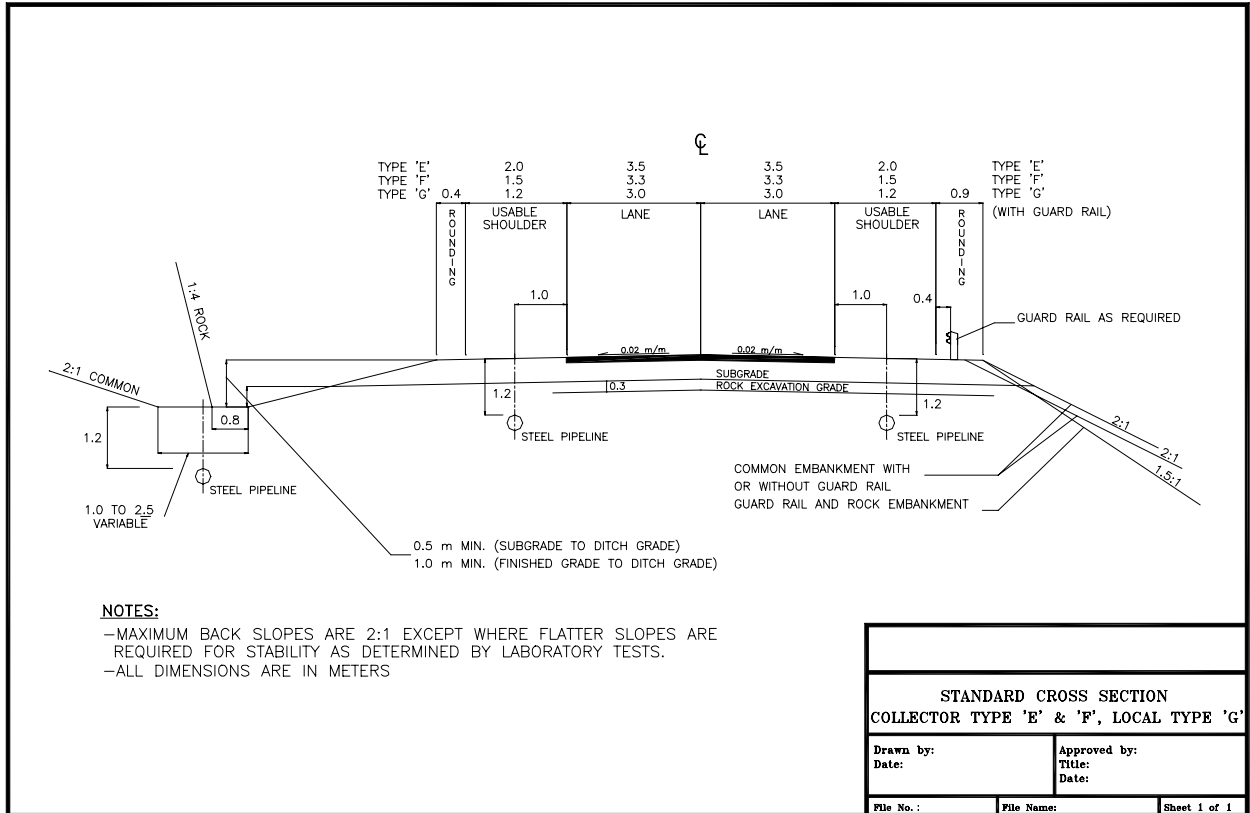 ℄
TYPE 'E' 2.0 3.5 3.5 2.0 TYPE 'E'
TYPE 'F' 1.5 3.3 3.3 1.5 TYPE 'F'
TYPE 'G' 0.4 1.2 3.0 3.0 1.2 0.9 TYPE 'G'
ROUNDING
USABLE
SHOULDER
LANE
LANE
USABLE
SHOULDER
ROUNDING
(WITH GUARD RAIL)
1:4 ROCK
1.0
1.0
0.4
GUARD RAIL AS REQUIRED
0.02 m/m
0.02 m/m
2:1 COMMON
SUBGRADE
0.3
ROCK EXCAVATION GRADE
1.2
1.2
0.8
1.2
STEEL PIPELINE
STEEL PIPELINE
STEEL PIPELINE
2:1
2:1
1.5:1
COMMON EMBANKMENT WITH
OR WITHOUT GUARD RAIL
GUARD RAIL AND ROCK EMBANKMENT
1.0 TO 2.5
VARIABLE
0.5 m MIN. (SUBGRADE TO DITCH GRADE)
1.0 m MIN. (FINISHED GRADE TO DITCH GRADE)
NOTES:
-MAXIMUM BACK SLOPES ARE 2:1 EXCEPT WHERE FLATTER SLOPES ARE
REQUIRED FOR STABILITY AS DETERMINED BY LABORATORY TESTS.
-ALL DIMENSIONS ARE IN METERS
STANDARD CROSS SECTION
COLLECTOR TYPE 'E' & 'F', LOCAL TYPE 'G'
Drawn by:
Date:
Approved by:
Title:
Date:
File No.:
File Name:
Sheet 1 of 1